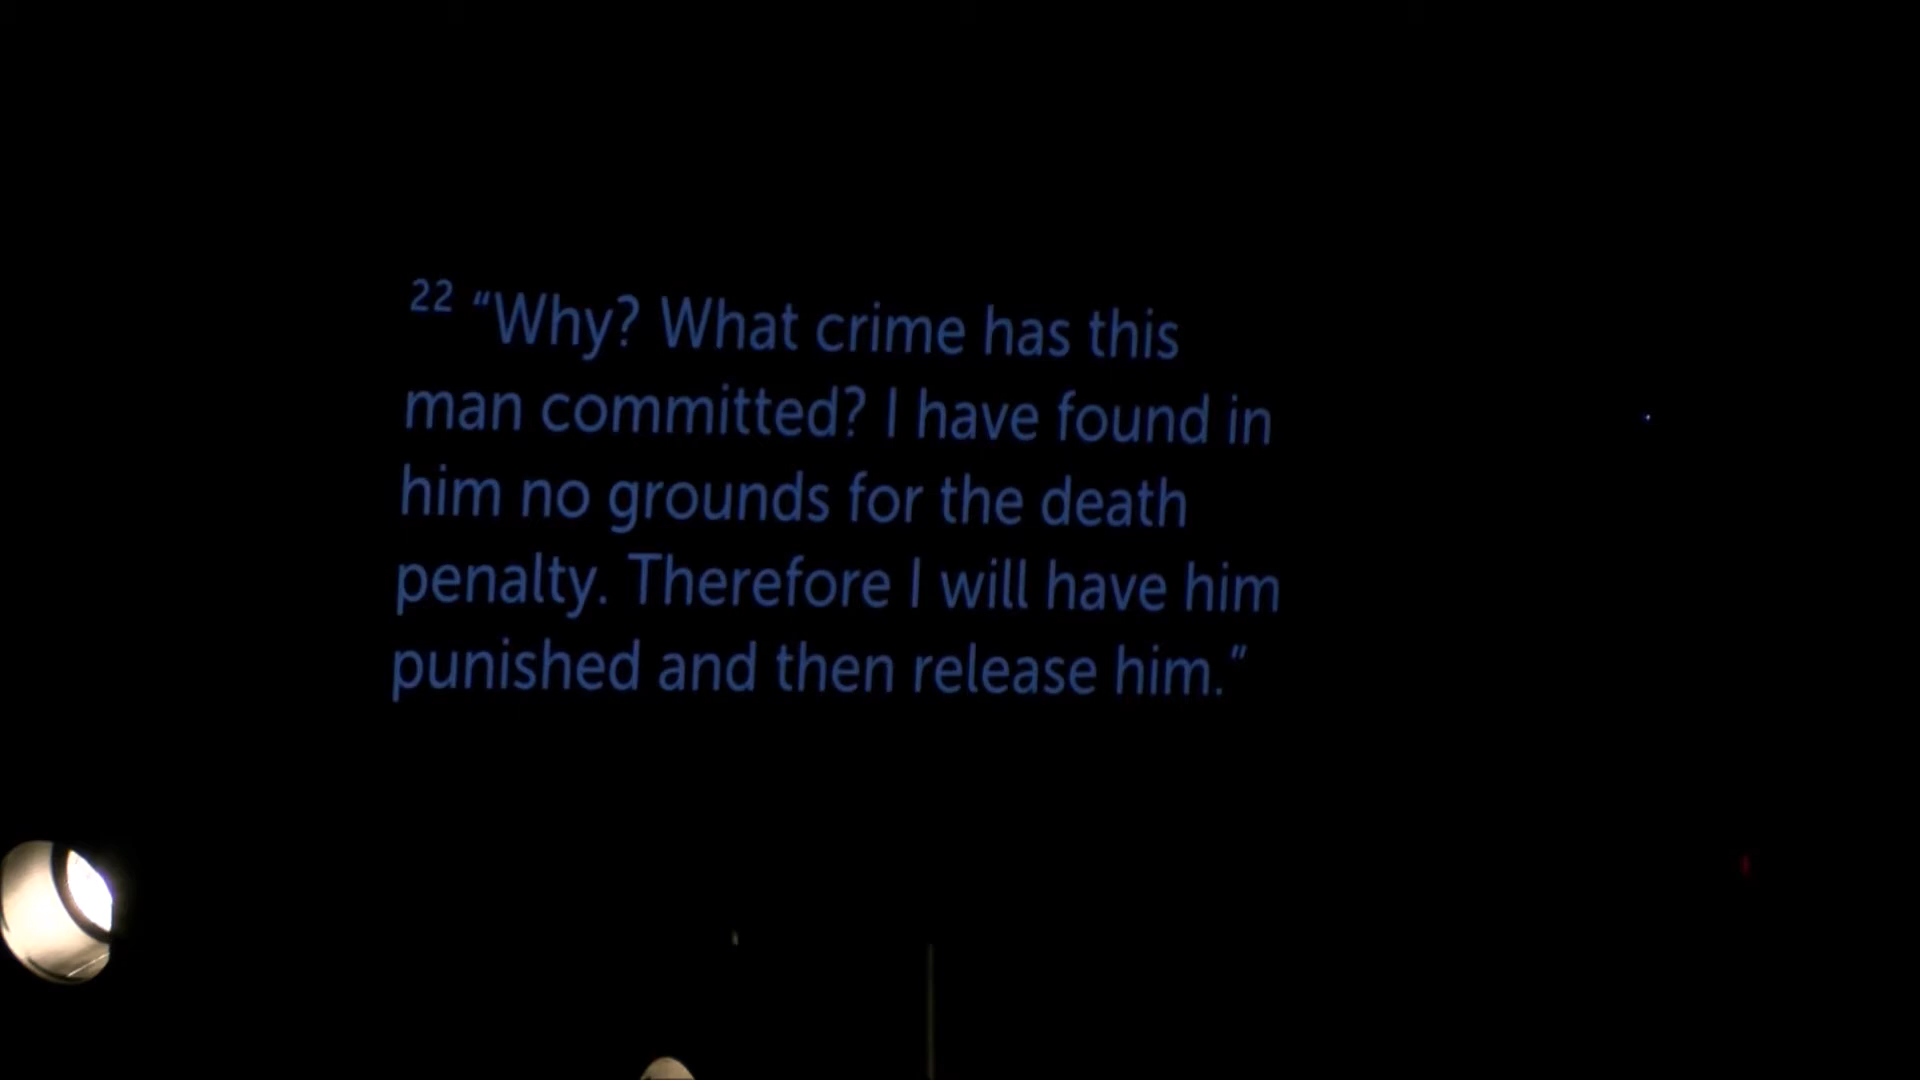 22 “Why? What crime has this
man committed? I have found in
him no grounds for the death
penalty. Therefore I will have him
punished and then release him.”